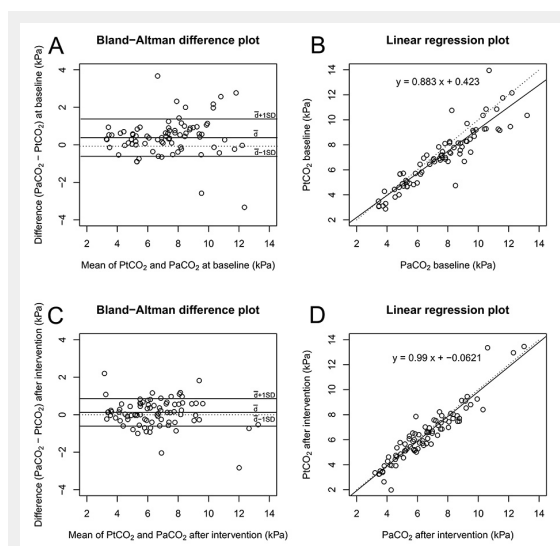 A
Bland−Altman difference plot
Difference (PaCO₂ − PtCO₂) at baseline (kPa)
4
2
0
−2
−4
d̄+1SD
d̄
d̄−1SD
2 4 6 8 10 12 14
Mean of PtCO₂ and PaCO₂ at baseline (kPa)
B
Linear regression plot
PtCO₂ baseline (kPa)
14
12
10
8
6
4
2
y = 0.883 x + 0.423
2 4 6 8 10 12 14
PaCO₂ baseline (kPa)
C
Bland−Altman difference plot
Difference (PaCO₂ − PtCO₂) after intervention (kPa)
4
2
0
−2
−4
d̄+1SD
d̄
d̄−1SD
2 4 6 8 10 12 14
Mean of PtCO₂ and PaCO₂ after intervention (kPa)
D
Linear regression plot
PtCO₂ after intervention (kPa)
14
12
10
8
6
4
2
y = 0.99 x + −0.0621
2 4 6 8 10 12 14
PaCO₂ after intervention (kPa)